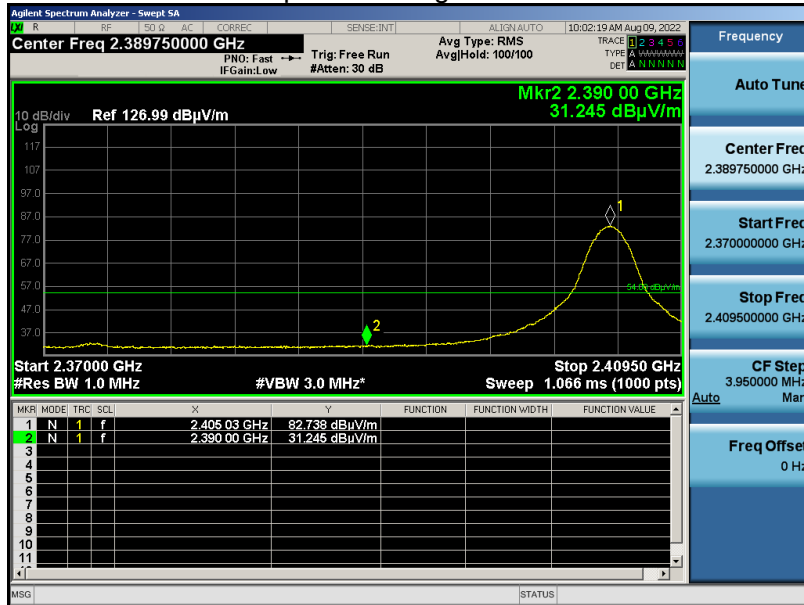 Agilent Spectrum Analyzer - Swept SA
LXI R RF 50 Ω AC CORREC SENSE:INT ALIGN AUTO 10:02:19 AM Aug 09, 2022
Center Freq 2.389750000 GHz
PNO: Fast
IFGain:Low
Trig: Free Run
#Atten: 30 dB
Avg Type: RMS
Avg|Hold: 100/100
TRACE 1 2 3 4 5 6
TYPE A WWWWW
DET A N N N N N
Mkr2 2.390 00 GHz
31.245 dBµV/m
10 dB/div Ref 126.99 dBµV/m
Log
117
107
97.0
87.0
77.0
67.0
57.0
47.0
37.0
1
2
Start 2.37000 GHz Stop 2.40950 GHz
#Res BW 1.0 MHz #VBW 3.0 MHz* Sweep 1.066 ms (1000 pts)
MKR MODE TRC SCL X Y FUNCTION FUNCTION WIDTH FUNCTION VALUE
1 N 1 f 2.405 03 GHz 82.738 dBµV/m
2 N 1 f 2.390 00 GHz 31.245 dBµV/m
3
4
5
6
7
8
9
10
11
MSG STATUS
Frequency
Auto Tune
Center Freq
2.389750000 GHz
Start Freq
2.370000000 GHz
Stop Freq
2.409500000 GHz
CF Step
3.950000 MHz
Auto Man
Freq Offset
0 Hz